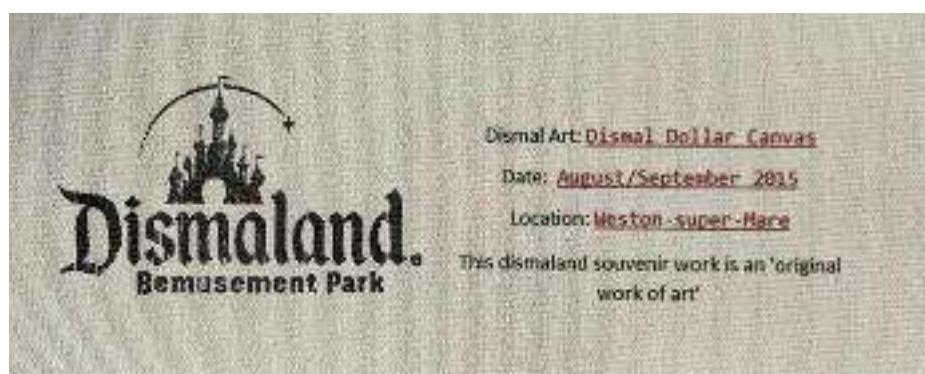 Dismaland
Bemusement Park
Dismal Art: Dismal Dollar Canvas
Date: August/September 2015
Location: Weston-super-Mare
This dismaland souvenir work is an 'original
work of art'